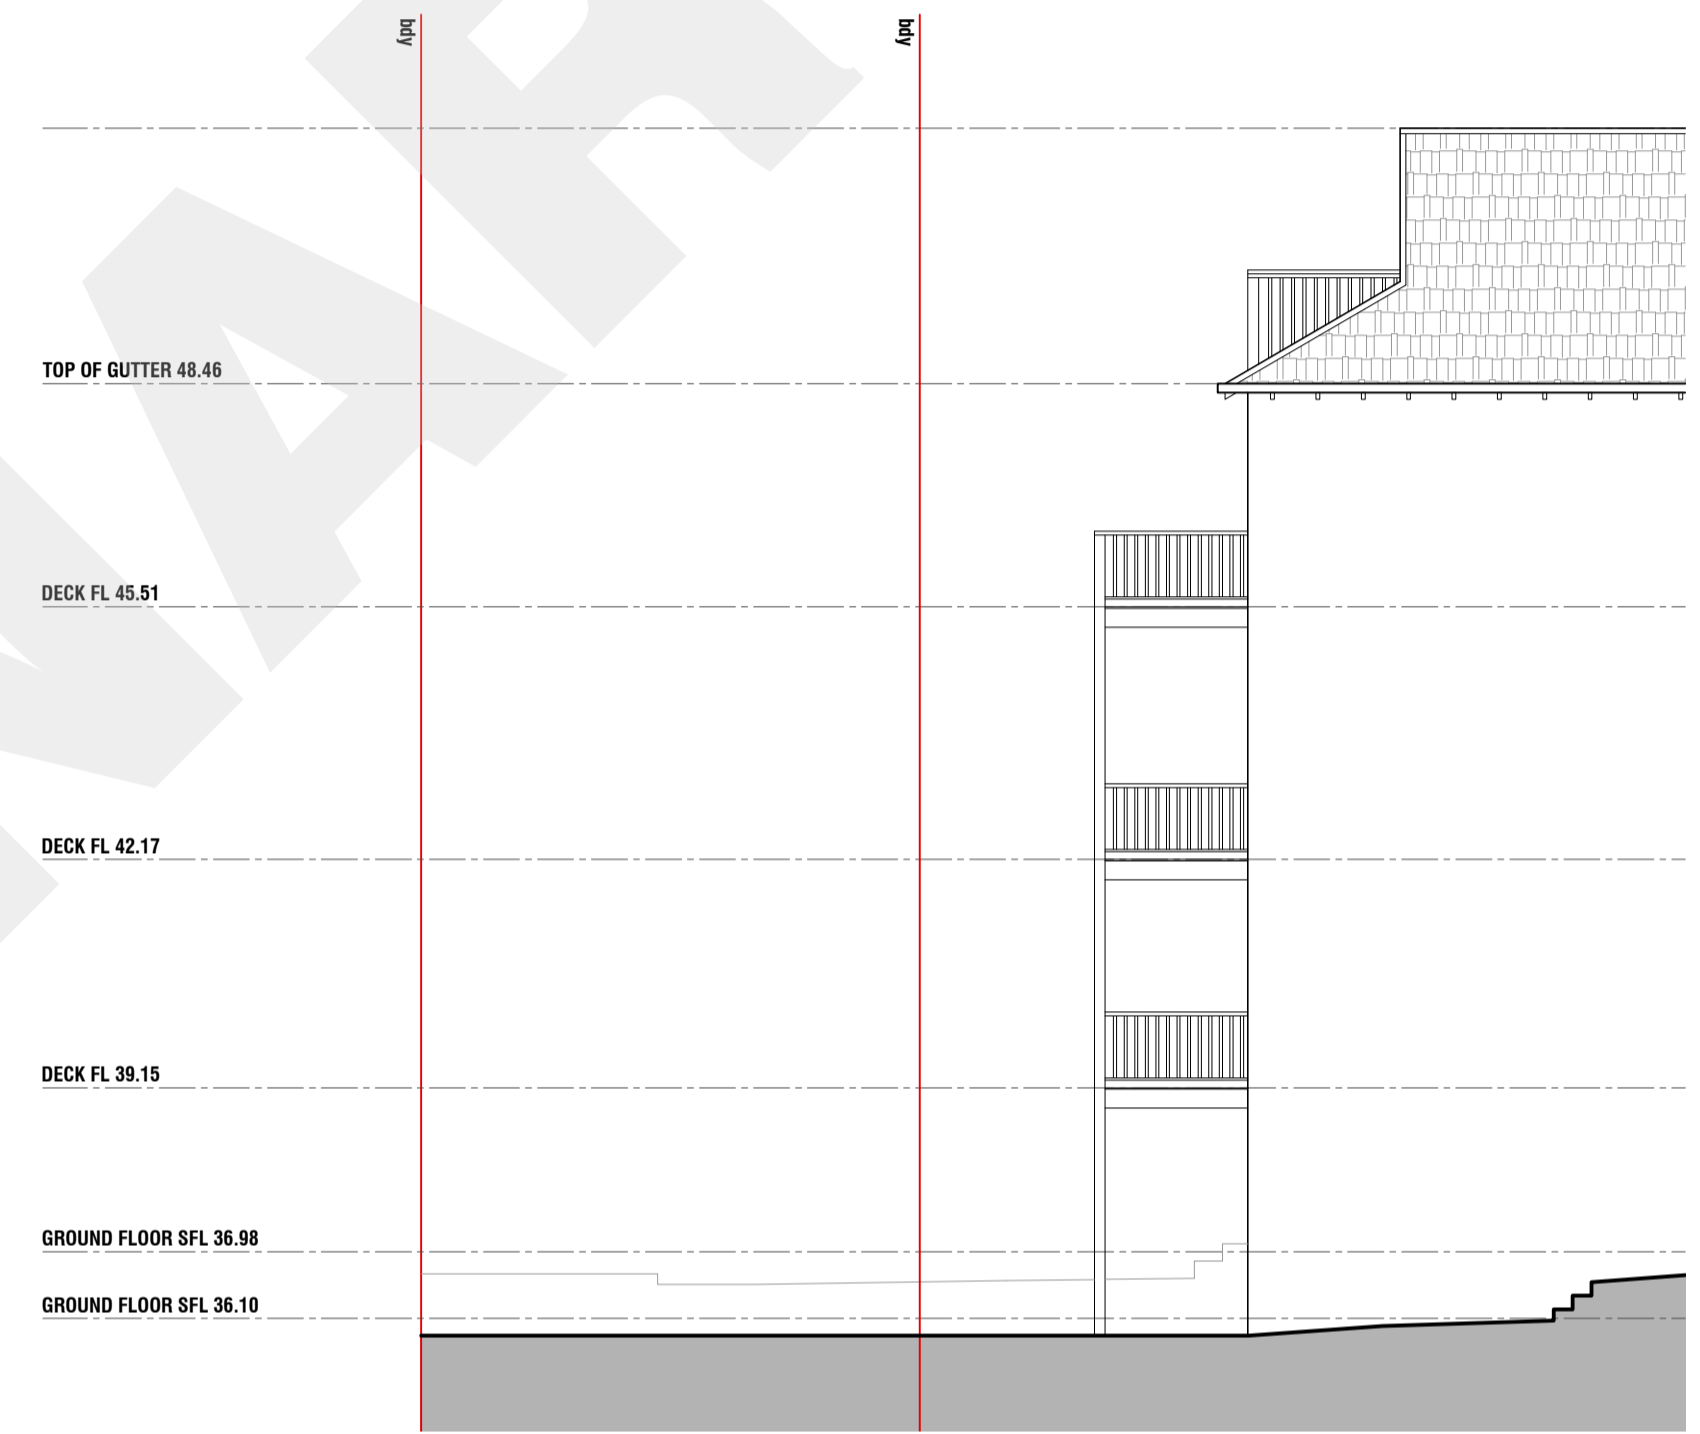 bdy
bdy
TOP OF GUTTER 48.46
DECK FL 45.51
DECK FL 42.17
DECK FL 39.15
GROUND FLOOR SFL 36.98
GROUND FLOOR SFL 36.10